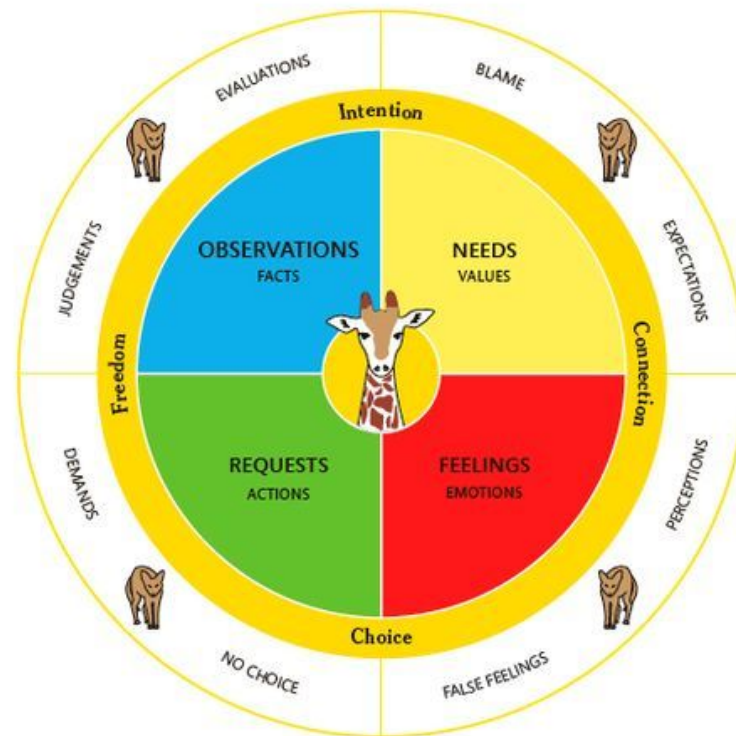 EVALUATIONS
BLAME
Intention
JUDGEMENTS
OBSERVATIONS
FACTS
NEEDS
VALUES
EXPECTATIONS
Freedom
Connection
DEMANDS
REQUESTS
ACTIONS
FEELINGS
EMOTIONS
PERCEPTIONS
Choice
NO CHOICE
FALSE FEELINGS